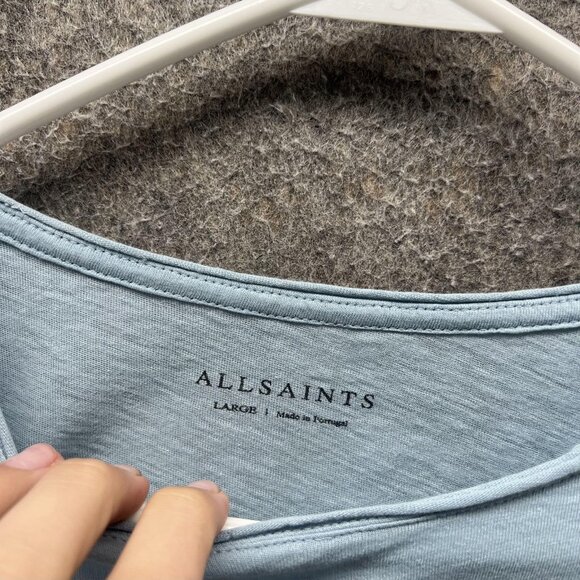 ALLSAINTS
LARGE | Made in Portugal